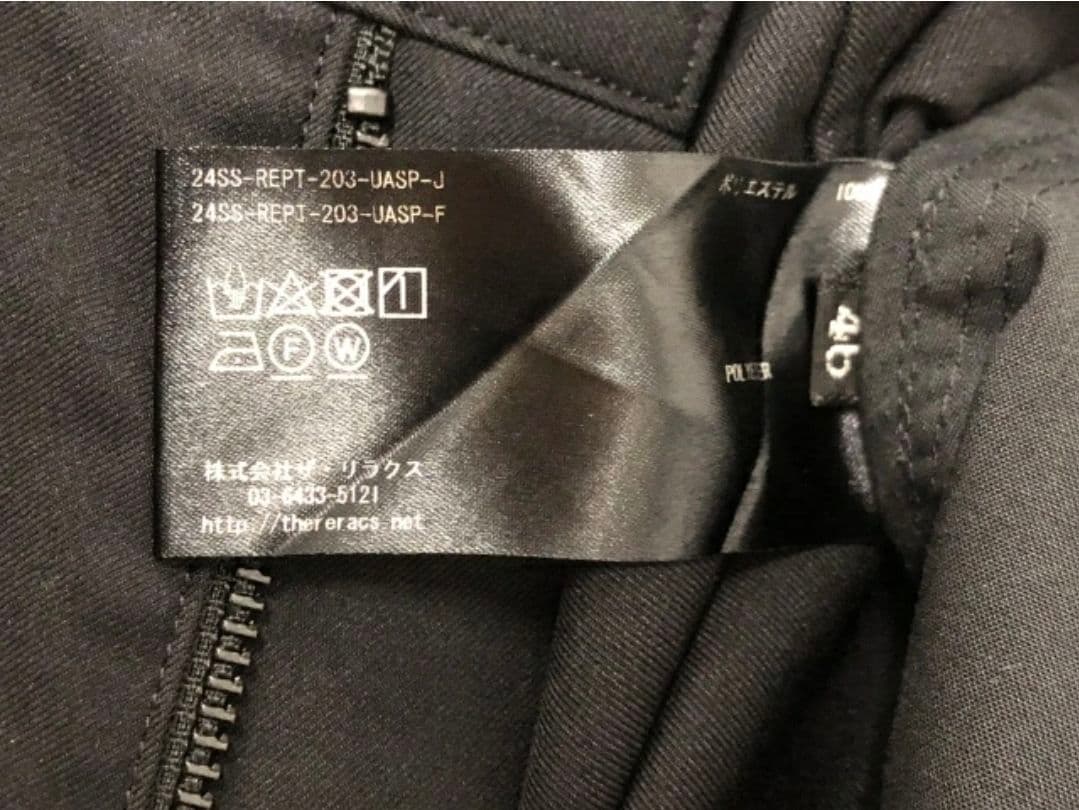 24SS-REPT-203-UASP-J
24SS-REPT-203-UASP-F
F W
株式会社ザ・リラクス
03-6433-5121
http://thereracs.net
ポリエステル
46